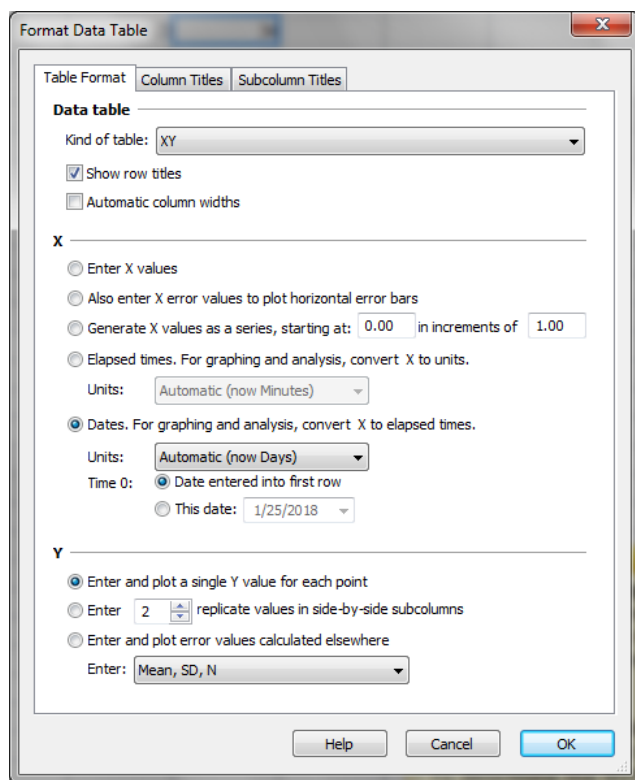 Format Data Table
Table Format Column Titles Subcolumn Titles
Data table
Kind of table: XY
Show row titles
Automatic column widths
X
Enter X values
Also enter X error values to plot horizontal error bars
Generate X values as a series, starting at: 0.00 in increments of 1.00
Elapsed times. For graphing and analysis, convert X to units.
Units: Automatic (now Minutes)
Dates. For graphing and analysis, convert X to elapsed times.
Units: Automatic (now Days)
Time 0: Date entered into first row
This date: 1/25/2018
Y
Enter and plot a single Y value for each point
Enter 2 replicate values in side-by-side subcolumns
Enter and plot error values calculated elsewhere
Enter: Mean, SD, N
Help Cancel OK